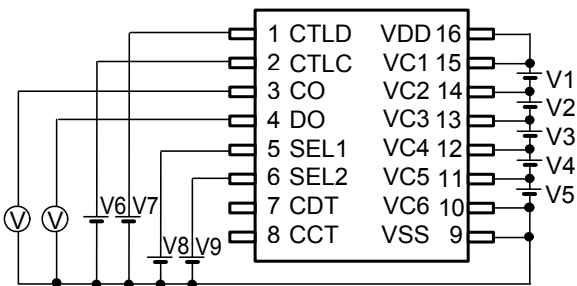 1 CTLD VDD 16
2 CTLC VC1 15
3 CO VC2 14
4 DO VC3 13
5 SEL1 VC4 12
6 SEL2 VC5 11
7 CDT VC6 10
8 CCT VSS 9
V1
V2
V3
V4
V5
V V V6 V7
V8 V9